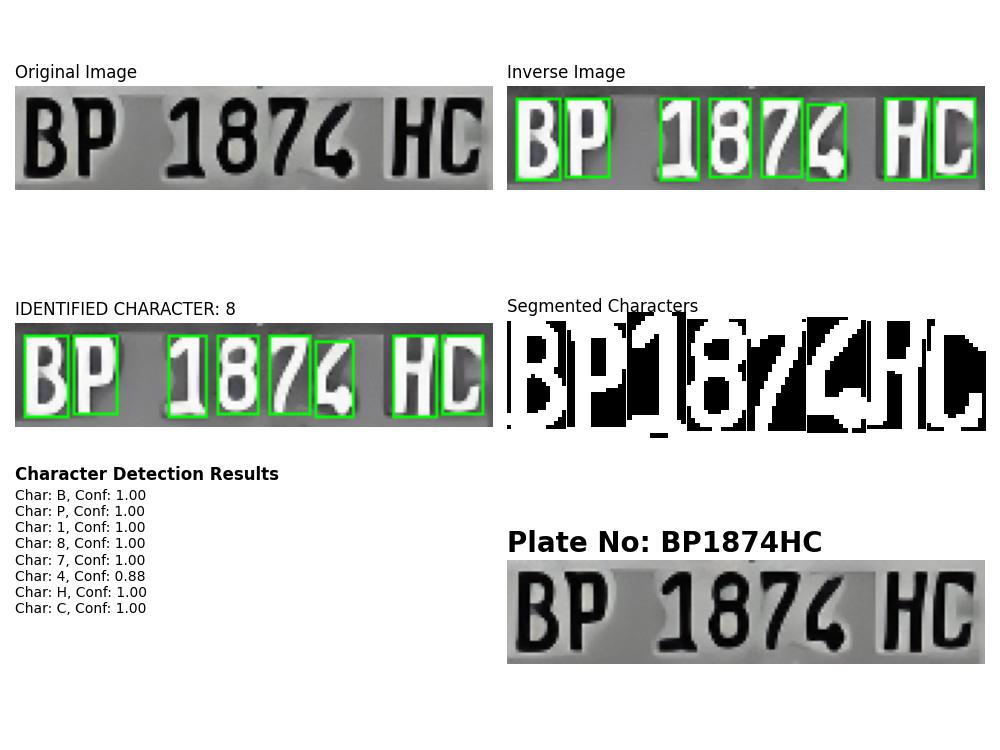 Original Image
BP 1874 HC
Inverse Image
BP 1874 HC
IDENTIFIED CHARACTER: 8
BP 1874 HC
Segmented Characters
BP1874HC
Character Detection Results
Char: B, Conf: 1.00
Char: P, Conf: 1.00
Char: 1, Conf: 1.00
Char: 8, Conf: 1.00
Char: 7, Conf: 1.00
Char: 4, Conf: 0.88
Char: H, Conf: 1.00
Char: C, Conf: 1.00
Plate No: BP1874HC
BP 1874 HC